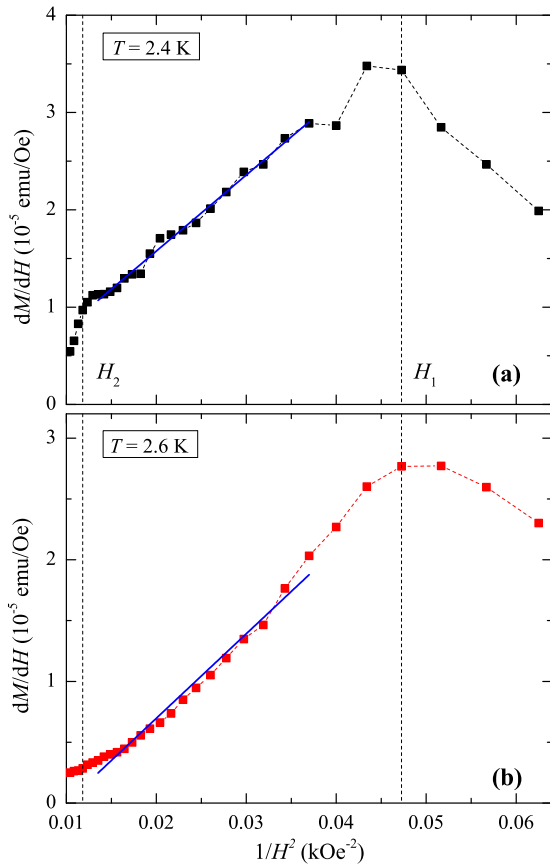 4
T = 2.4 K
3
2
1
0
dM/dH (10⁻⁵ emu/Oe)
H₂
H₁
(a)
3
T = 2.6 K
2
1
0
dM/dH (10⁻⁵ emu/Oe)
(b)
0.01 0.02 0.03 0.04 0.05 0.06
1/H² (kOe⁻²)